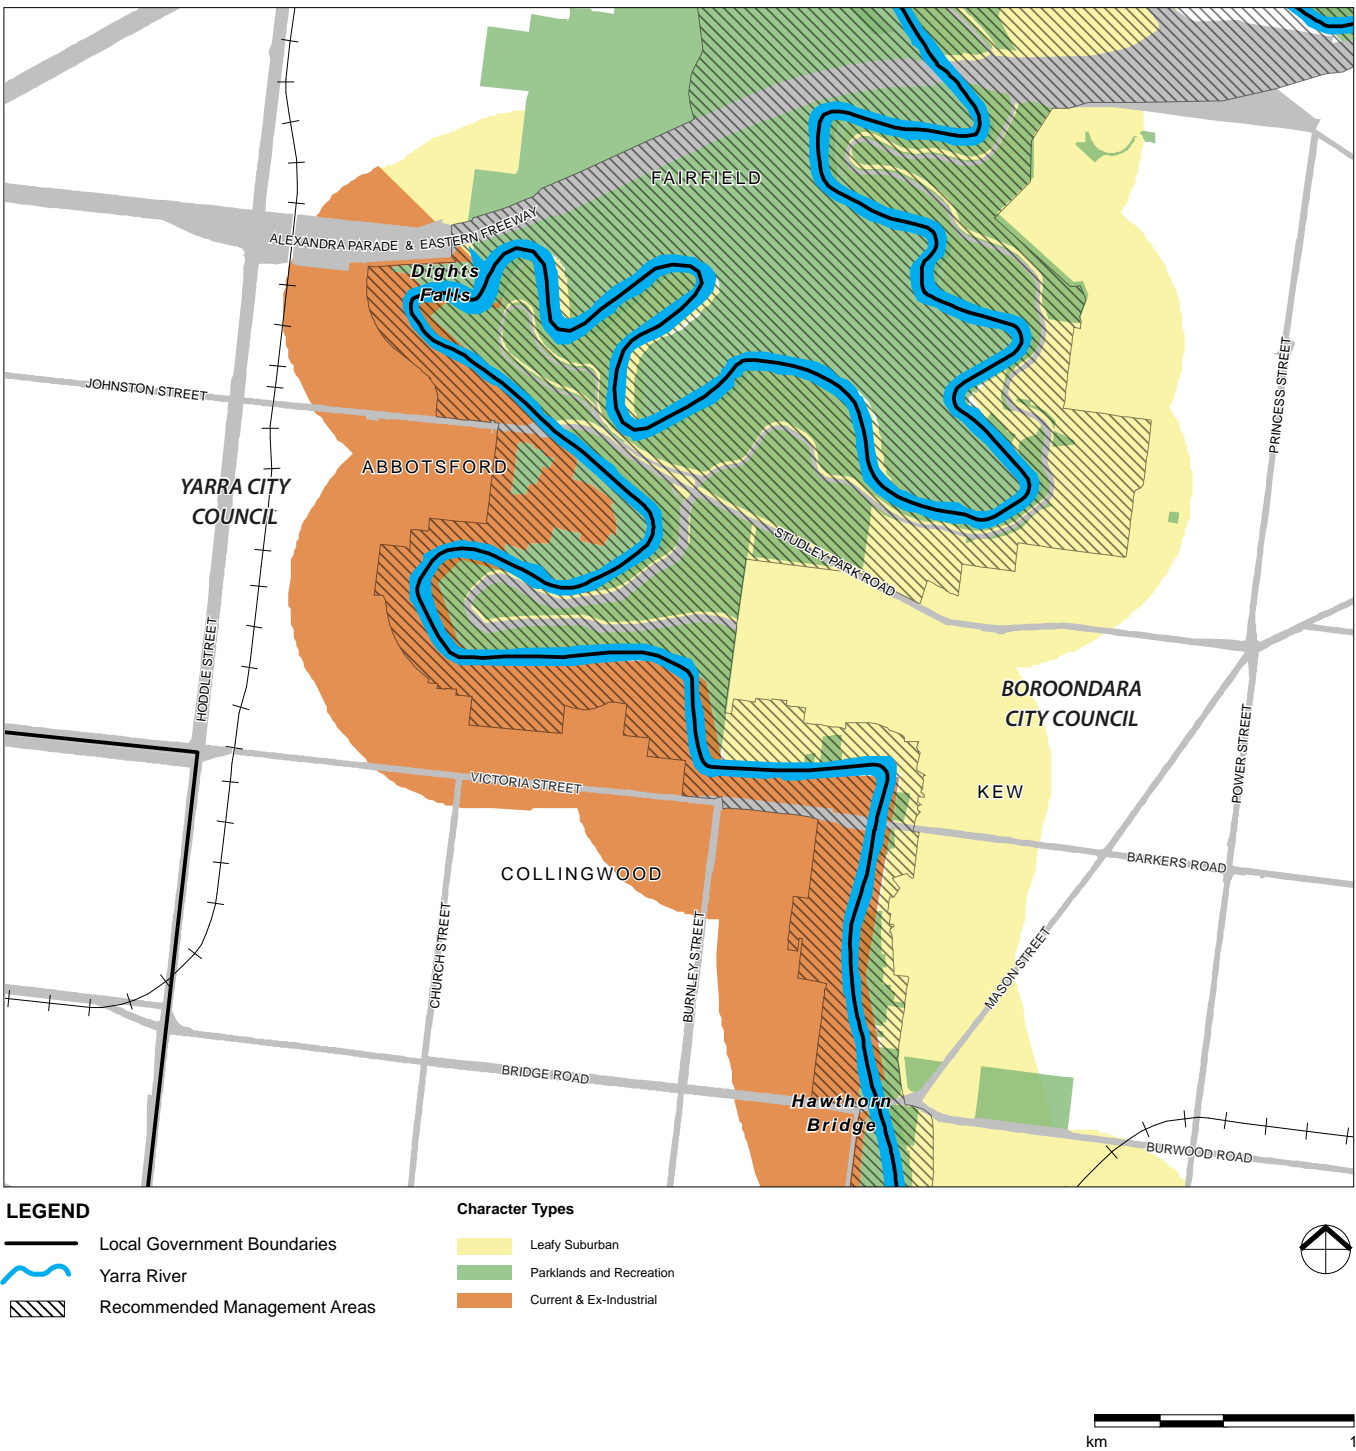 FAIRFIELD
ALEXANDRA PARADE & EASTERN FREEWAY
Dights
Falls
JOHNSTON STREET
PRINCESS STREET
ABBOTSFORD
YARRA CITY
COUNCIL
STUDLEY PARK ROAD
HODDLE STREET
BOROONDARA
CITY COUNCIL
POWER STREET
VICTORIA STREET
KEW
BARKERS ROAD
COLLINGWOOD
CHURCH STREET
BURNLEY STREET
MASON STREET
BRIDGE ROAD
Hawthorn
Bridge
BURWOOD ROAD
LEGEND
Local Government Boundaries
Yarra River
Recommended Management Areas
Character Types
Leafy Suburban
Parklands and Recreation
Current & Ex-Industrial
km 1